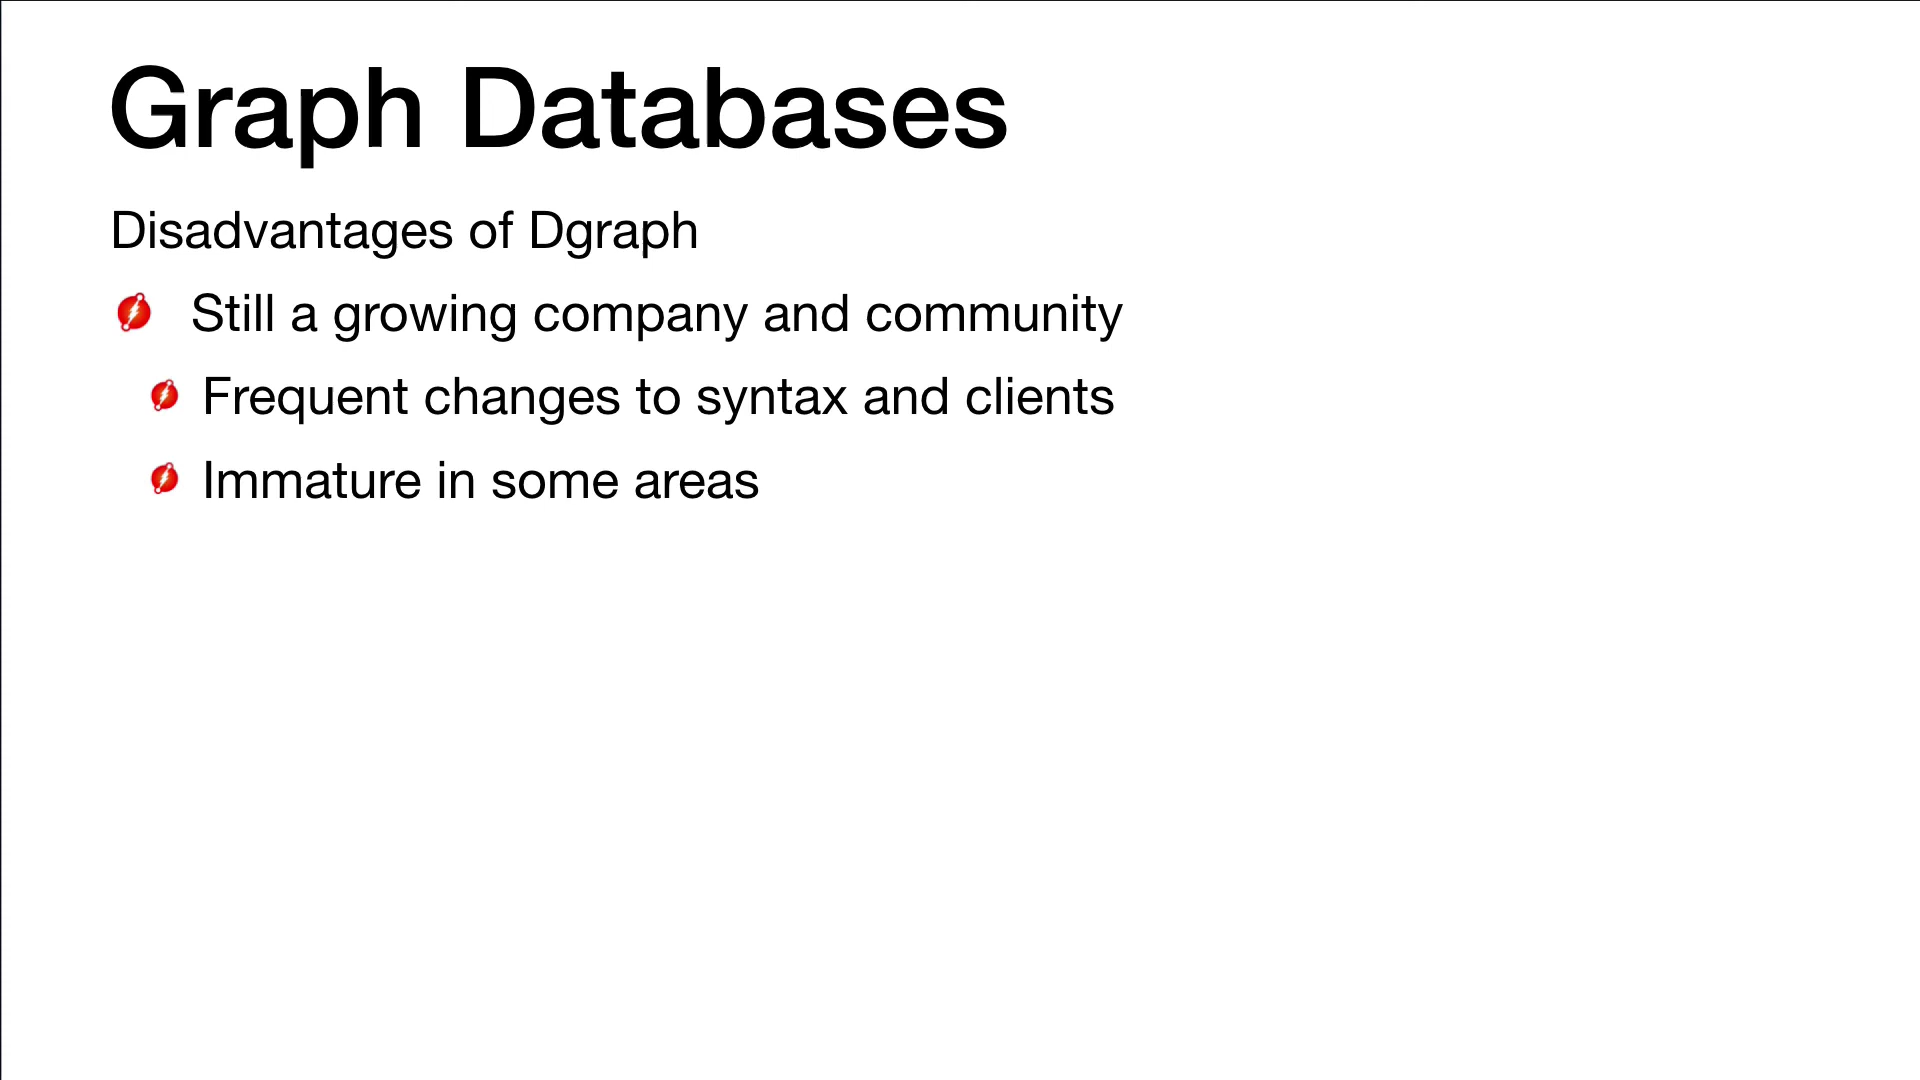 Graph Databases
Disadvantages of Dgraph
Still a growing company and community
Frequent changes to syntax and clients
Immature in some areas